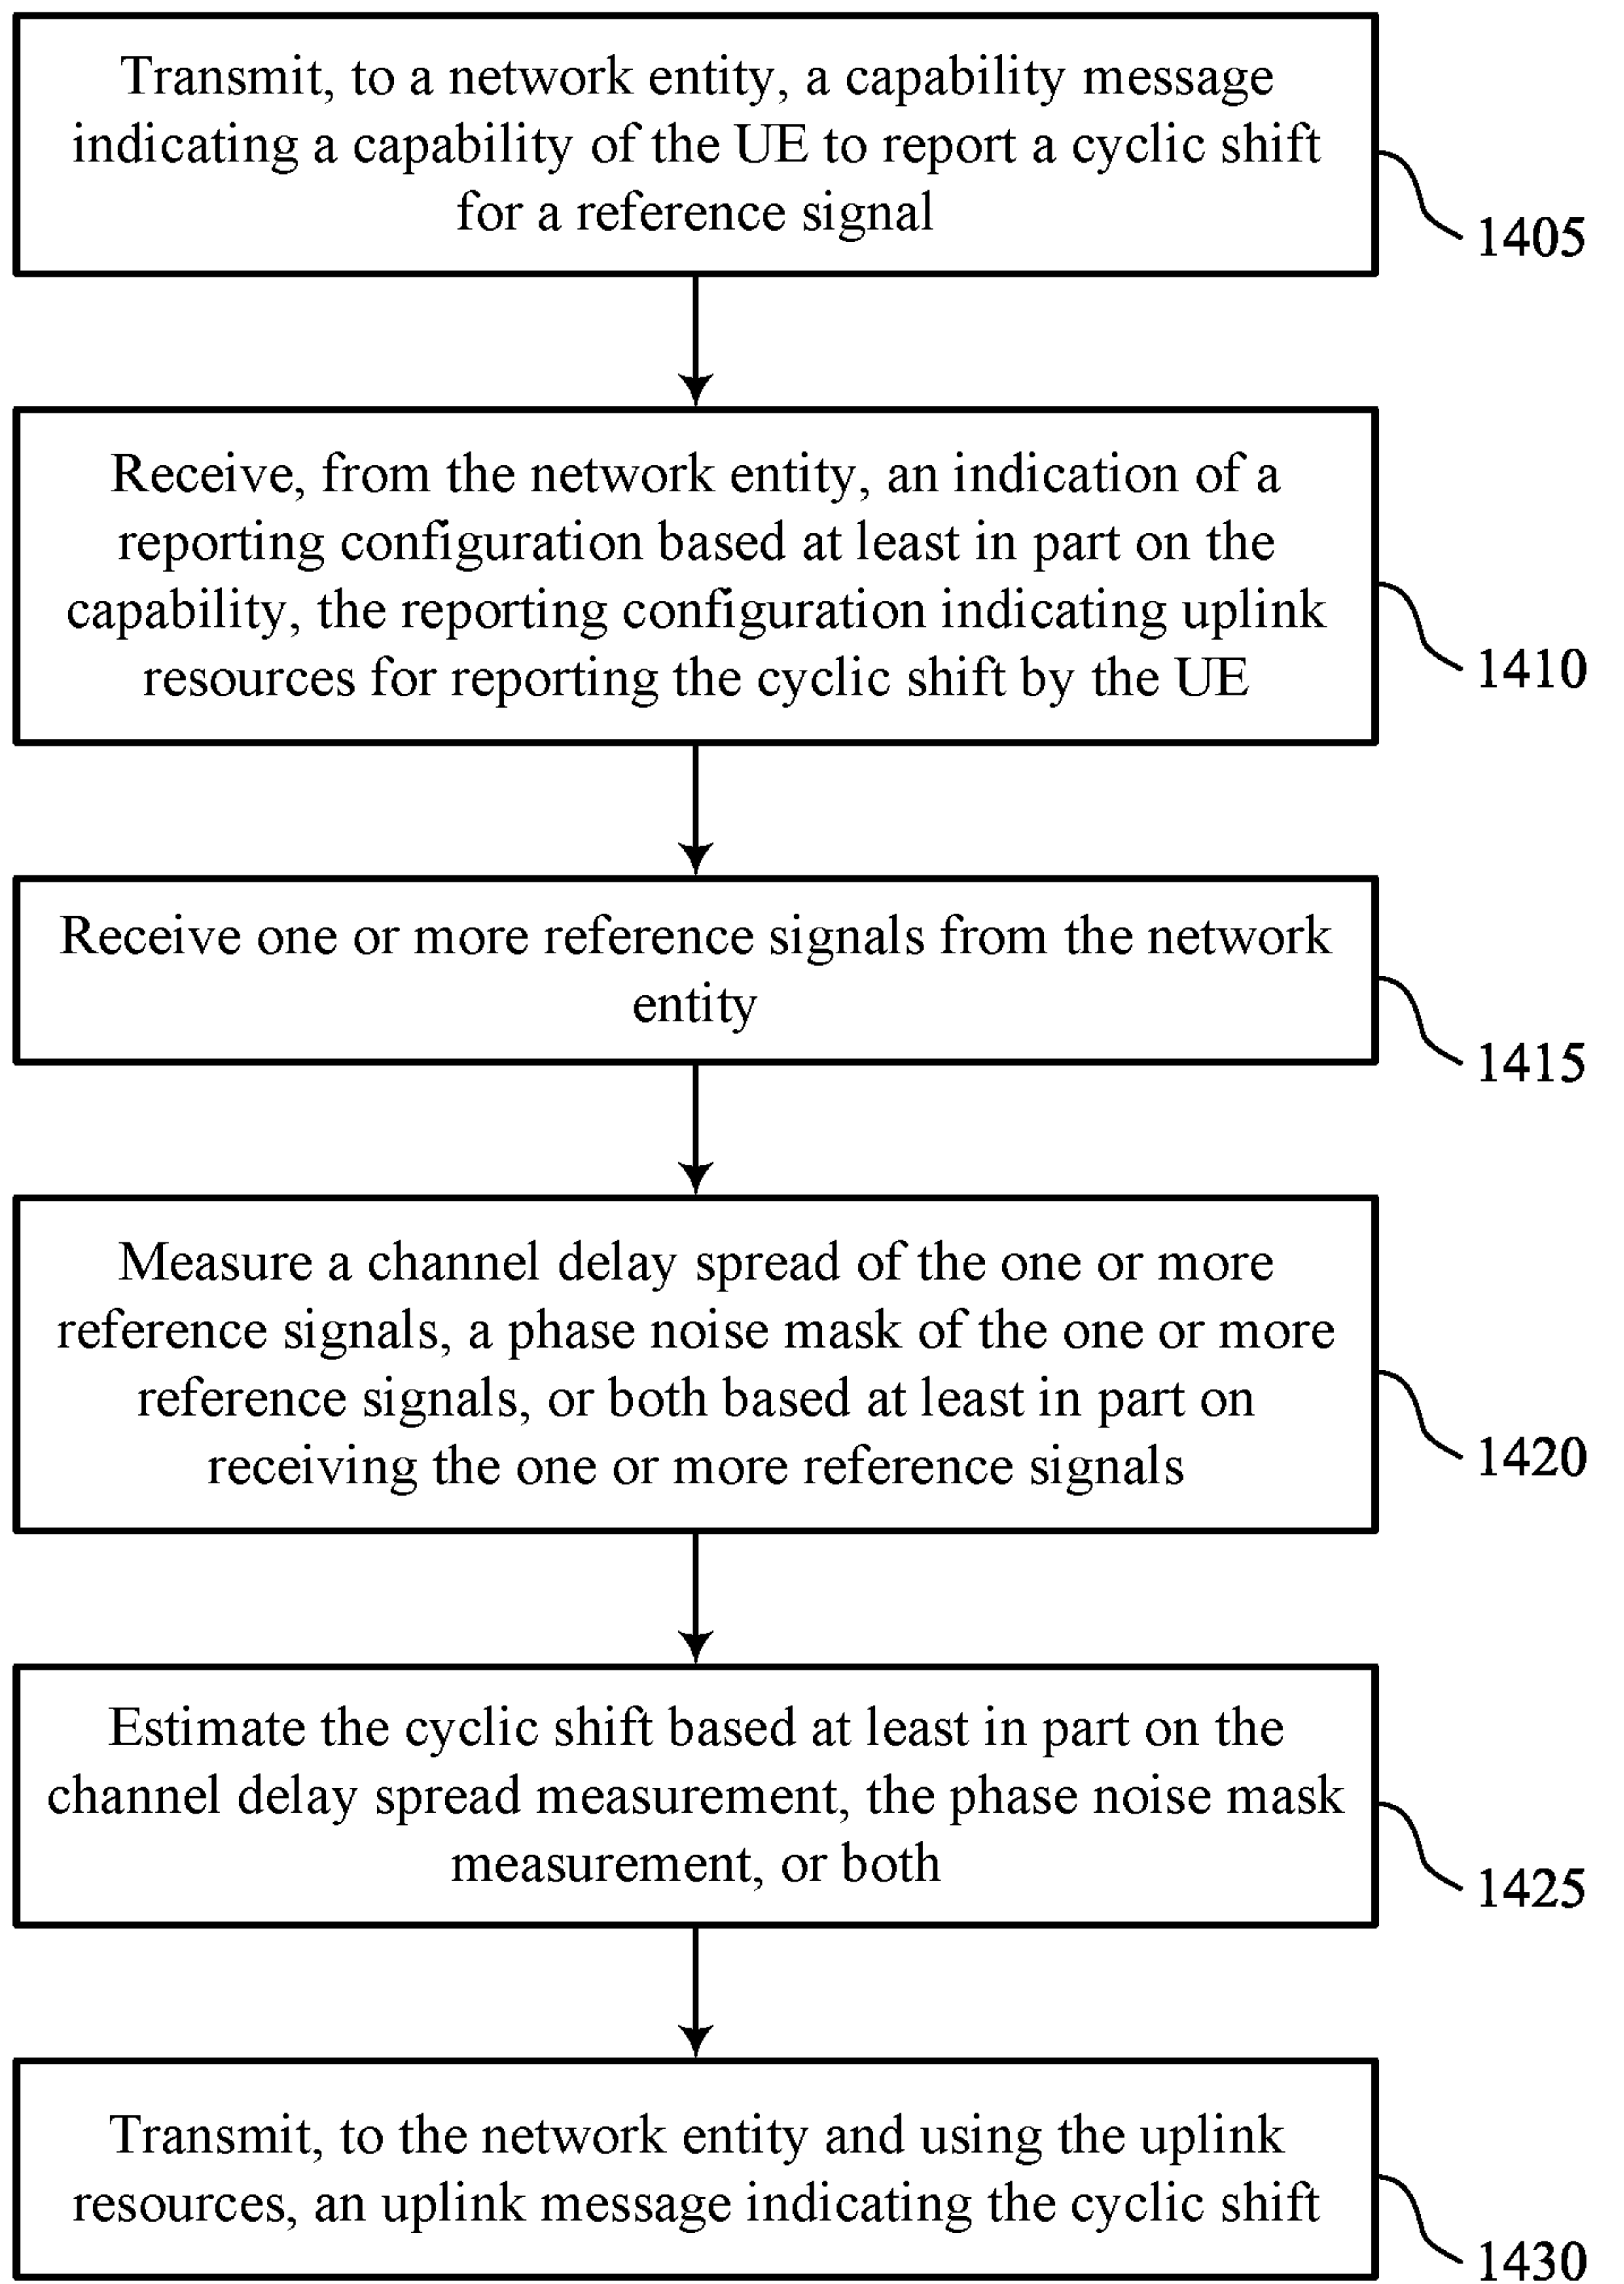 Transmit, to a network entity, a capability message
indicating a capability of the UE to report a cyclic shift
for a reference signal
1405
Receive, from the network entity, an indication of a
reporting configuration based at least in part on the
capability, the reporting configuration indicating uplink
resources for reporting the cyclic shift by the UE
1410
Receive one or more reference signals from the network
entity
1415
Measure a channel delay spread of the one or more
reference signals, a phase noise mask of the one or more
reference signals, or both based at least in part on
receiving the one or more reference signals
1420
Estimate the cyclic shift based at least in part on the
channel delay spread measurement, the phase noise mask
measurement, or both
1425
Transmit, to the network entity and using the uplink
resources, an uplink message indicating the cyclic shift
1430